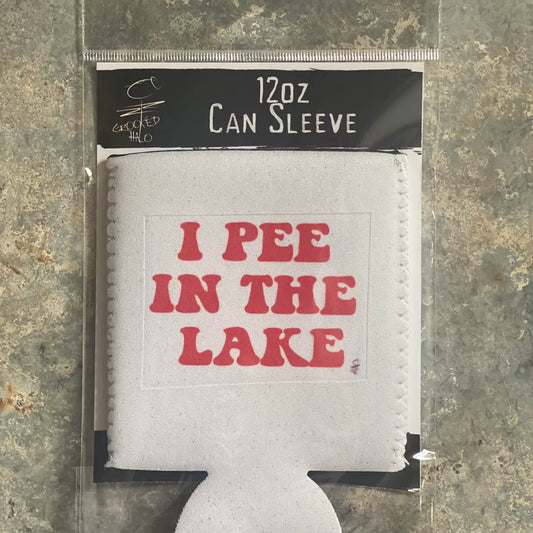 CROOKED
HALO
12oz
CAN SLEEVE
I PEE
IN THE
LAKE